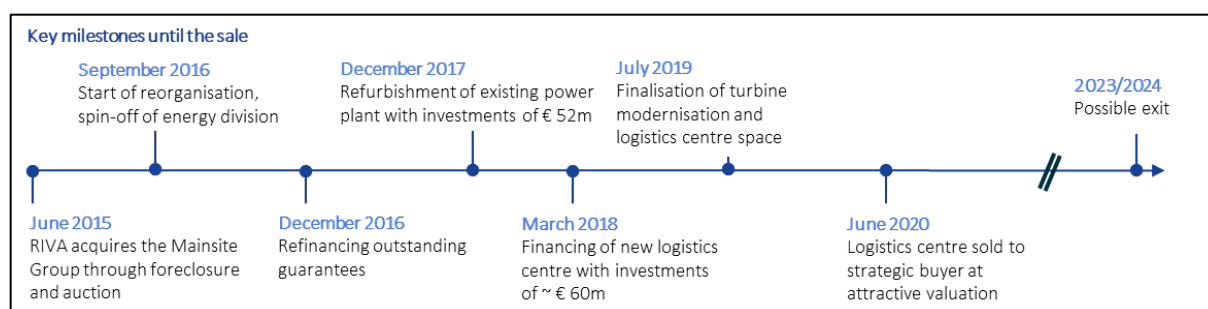 Key milestones until the sale
September 2016
Start of reorganisation,
spin-off of energy division
December 2017
Refurbishment of existing power
plant with investments of € 52m
July 2019
Finalisation of turbine
modernisation and
logistics centre space
2023/2024
Possible exit
June 2015
RIVA acquires the Mainsite
Group through foreclosure
and auction
December 2016
Refinancing outstanding
guarantees
March 2018
Financing of new logistics
centre with investments
of ~ € 60m
June 2020
Logistics centre sold to
strategic buyer at
attractive valuation